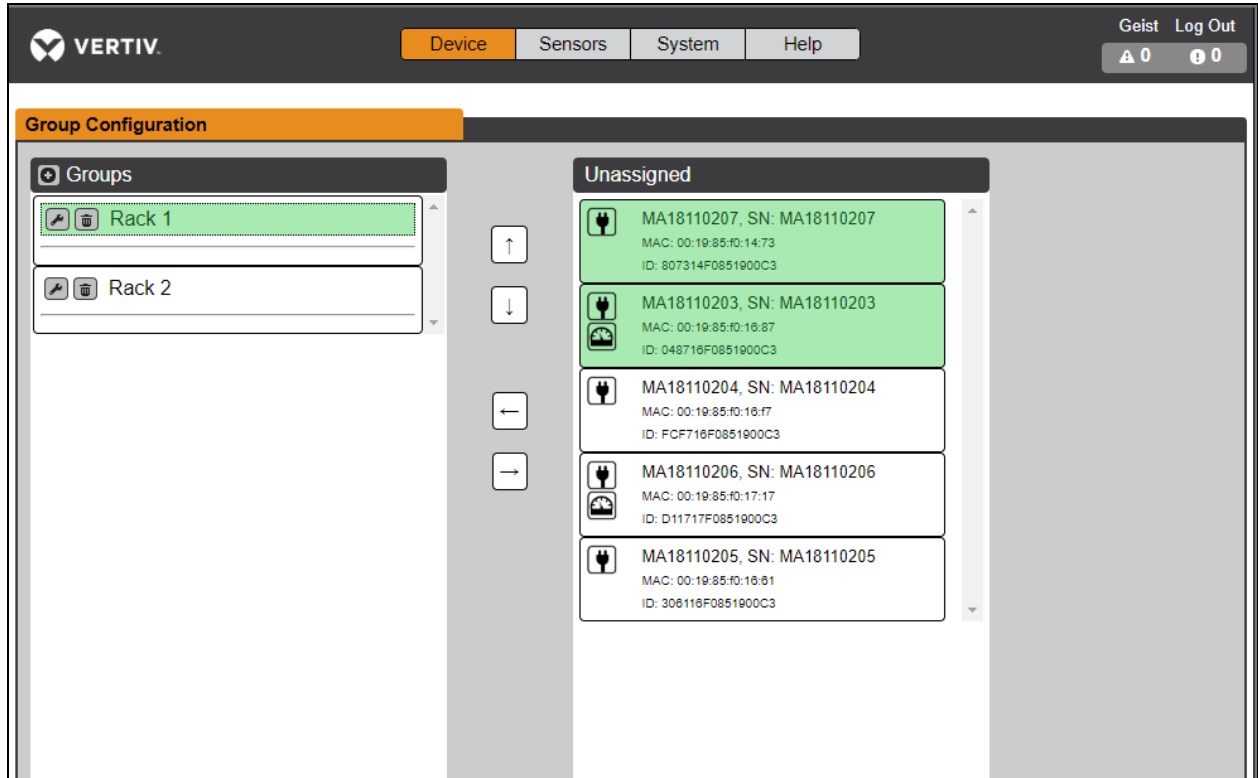 VERTIV.
Device Sensors System Help
Geist Log Out
0 0
Group Configuration
Groups
Rack 1
Rack 2
Unassigned
MA18110207, SN: MA18110207
MAC: 00:19:85:f0:14:73
ID: 807314F0851900C3
MA18110203, SN: MA18110203
MAC: 00:19:85:f0:16:87
ID: 048716F0851900C3
MA18110204, SN: MA18110204
MAC: 00:19:85:f0:16:f7
ID: FCF716F0851900C3
MA18110206, SN: MA18110206
MAC: 00:19:85:f0:17:17
ID: D11717F0851900C3
MA18110205, SN: MA18110205
MAC: 00:19:85:f0:16:61
ID: 306116F0851900C3